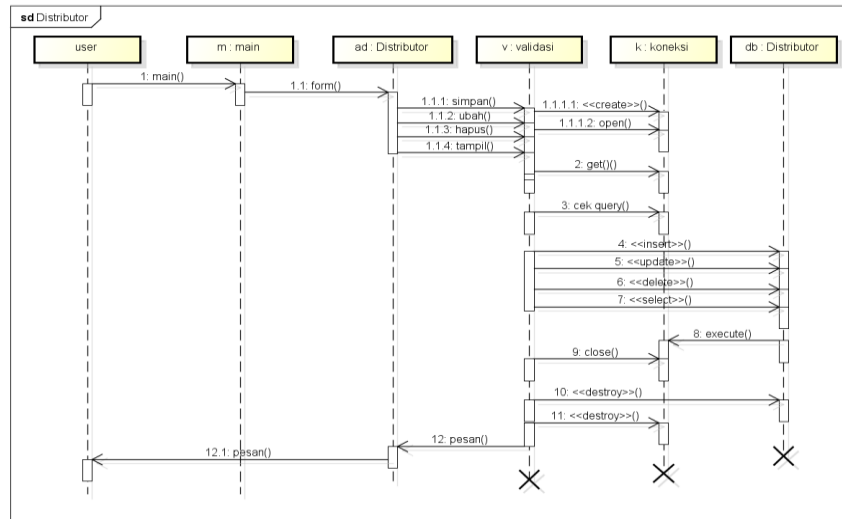 sd Distributor
user
m : main
ad : Distributor
v : validasi
k : koneksi
db : Distributor
1: main()
1.1: form()
1.1.1: simpan()
1.1.1.1: <<create>>()
1.1.2: ubah()
1.1.1.2: open()
1.1.3: hapus()
1.1.4: tampil()
2: get()()
3: cek query()
4: <<insert>>()
5: <<update>>()
6: <<delete>>()
7: <<select>>()
8: execute()
9: close()
10: <<destroy>>()
11: <<destroy>>()
12: pesan()
12.1: pesan()